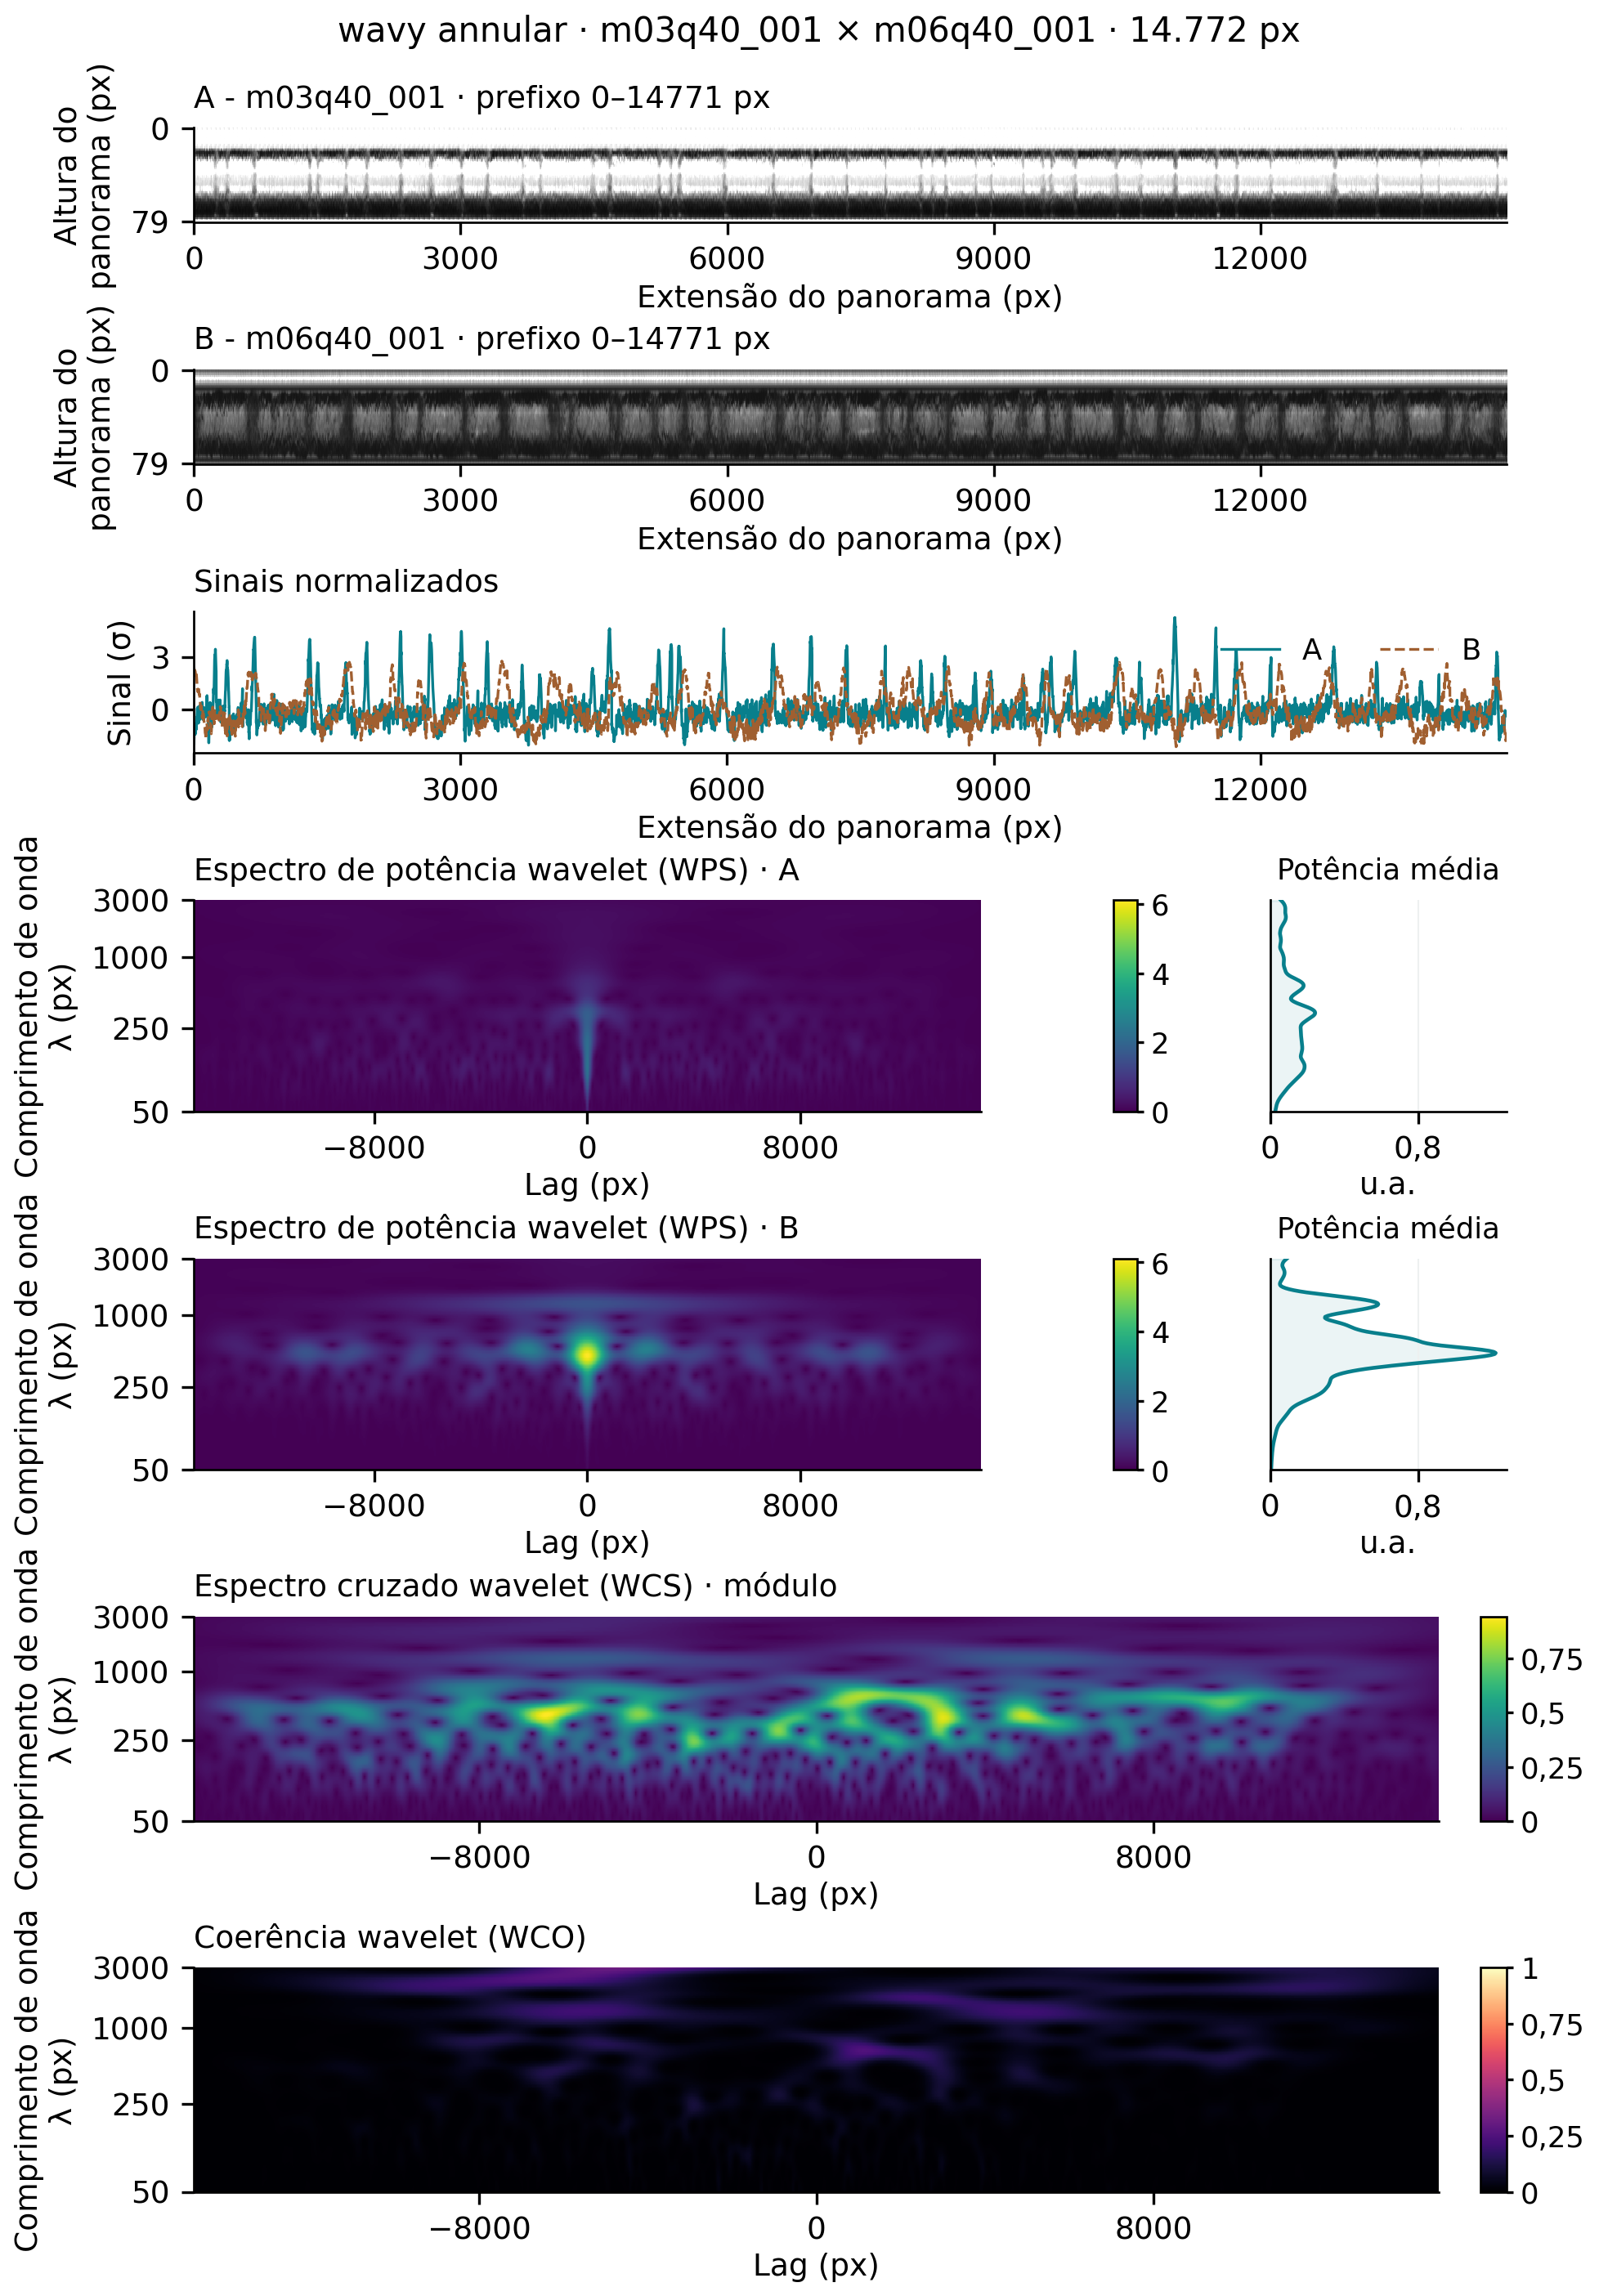 wavy annular · m03q40_001 × m06q40_001 · 14.772 px
A - m03q40_001 · prefixo 0–14771 px
Altura do
panorama (px)
0
79
0
3000
6000
9000
12000
Extensão do panorama (px)
B - m06q40_001 · prefixo 0–14771 px
Altura do
panorama (px)
0
79
0
3000
6000
9000
12000
Extensão do panorama (px)
Sinais normalizados
Sinal (σ)
3
0
A
B
0
3000
6000
9000
12000
Extensão do panorama (px)
Espectro de potência wavelet (WPS) · A
Comprimento de onda
λ (px)
3000
1000
250
50
−8000
0
8000
Lag (px)
6
4
2
0
Potência média
0
0,8
u.a.
Espectro de potência wavelet (WPS) · B
Comprimento de onda
λ (px)
3000
1000
250
50
−8000
0
8000
Lag (px)
6
4
2
0
Potência média
0
0,8
u.a.
Espectro cruzado wavelet (WCS) · módulo
Comprimento de onda
λ (px)
3000
1000
250
50
−8000
0
8000
Lag (px)
0,75
0,5
0,25
0
Coerência wavelet (WCO)
Comprimento de onda
λ (px)
3000
1000
250
50
−8000
0
8000
Lag (px)
1
0,75
0,5
0,25
0